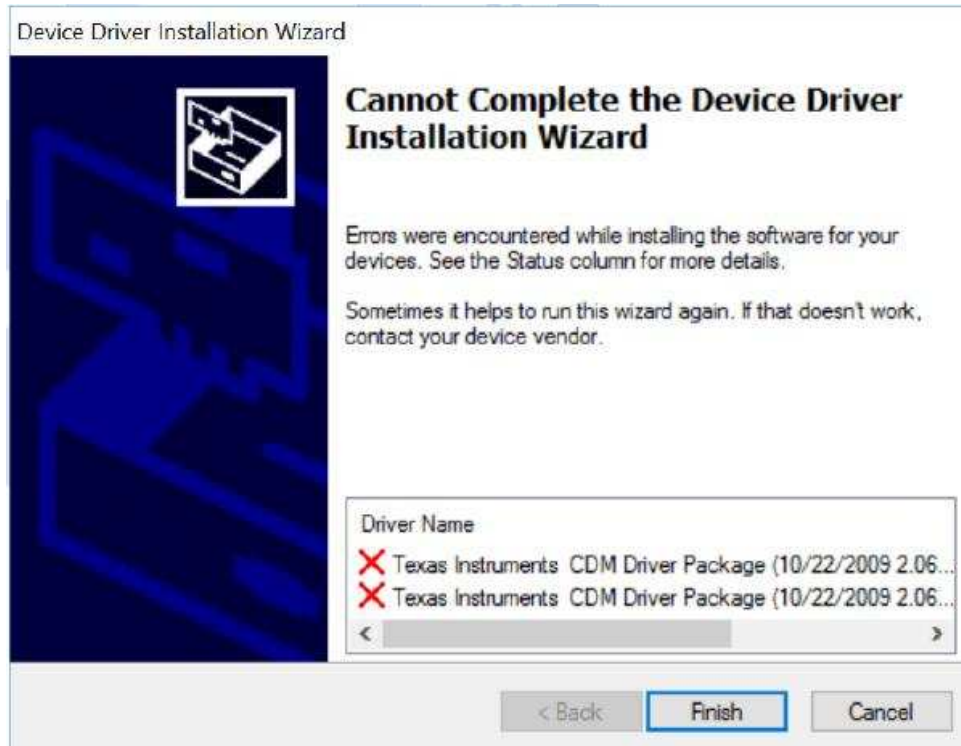 Device Driver Installation Wizard
Cannot Complete the Device Driver
Installation Wizard
Errors were encountered while installing the software for your
devices. See the Status column for more details.
Sometimes it helps to run this wizard again. If that doesn't work,
contact your device vendor.
Driver Name
Texas Instruments CDM Driver Package (10/22/2009 2.06...
Texas Instruments CDM Driver Package (10/22/2009 2.06...
< Back
Finish
Cancel